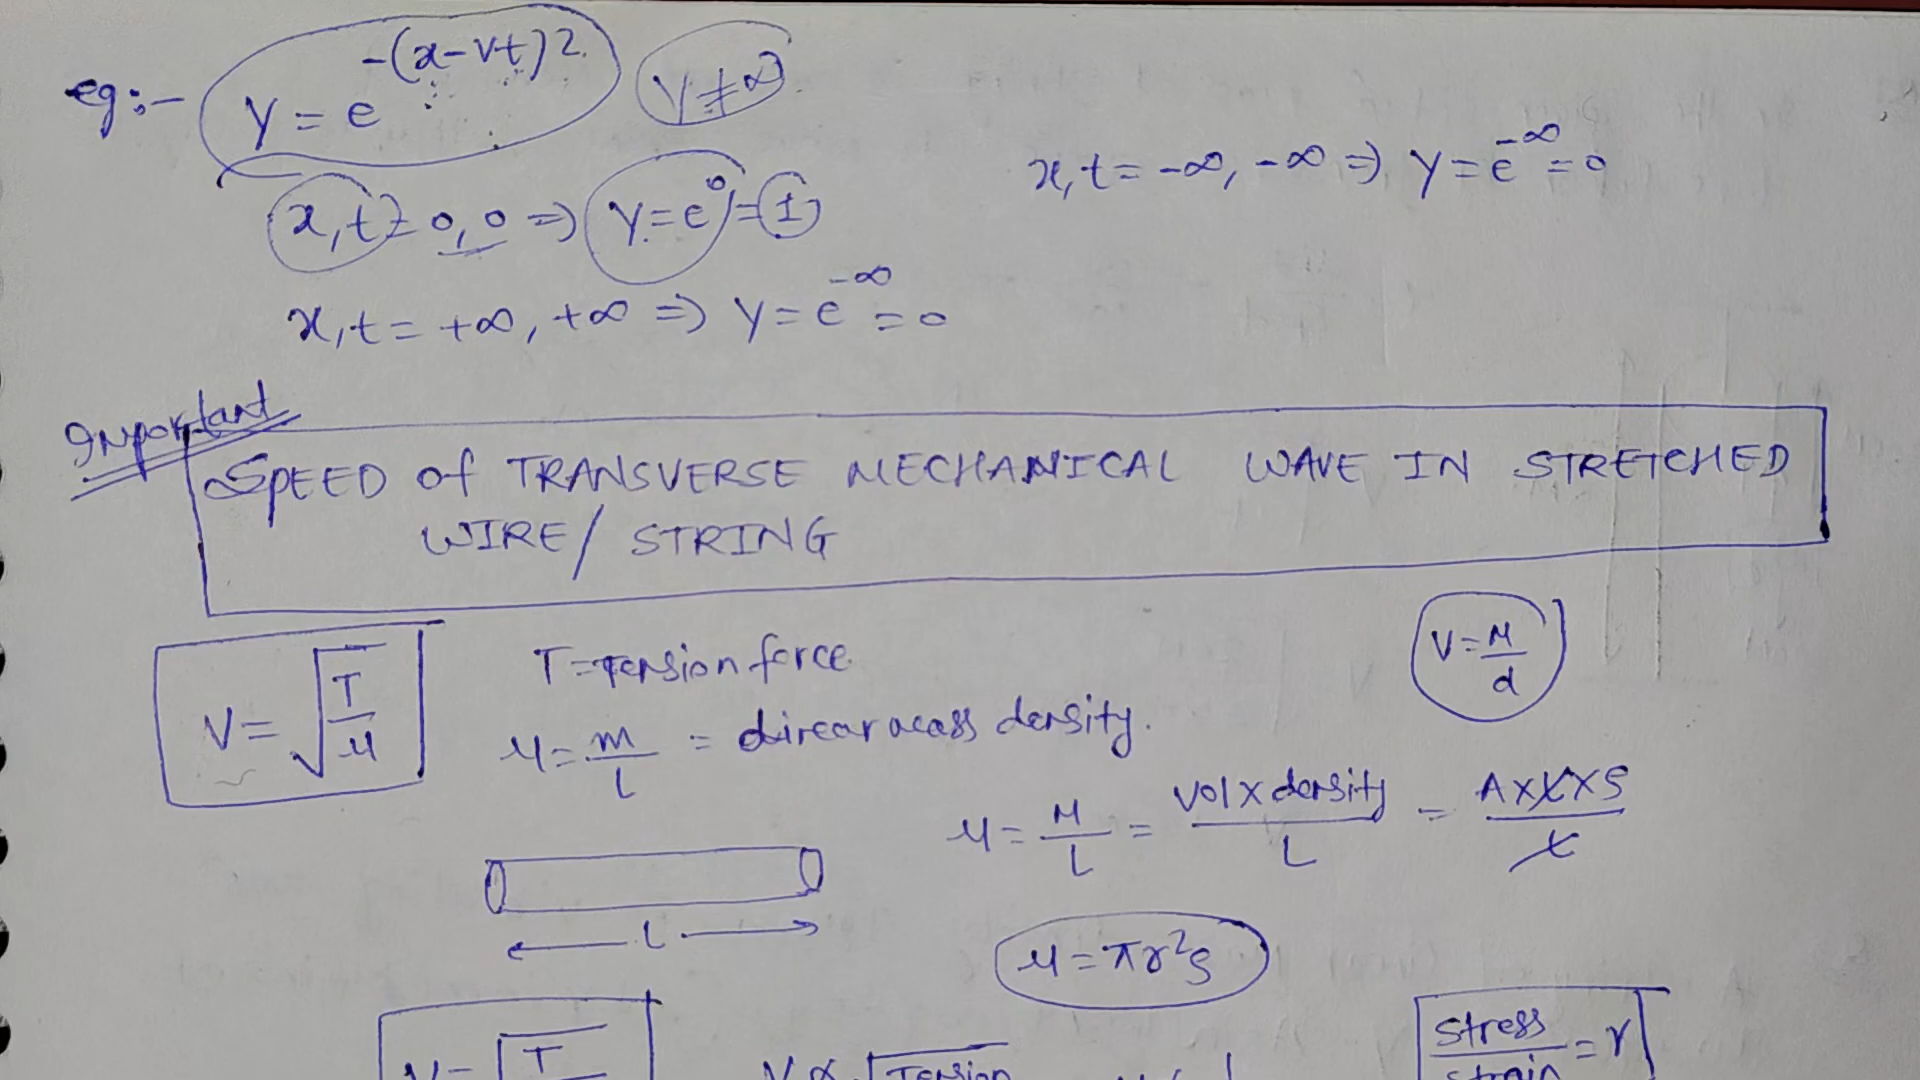 eg:- y = e^-(x-vt)² y ≠ ∞
x,t = 0,0 ⇒ y = e^0 = 1
x,t = -∞, -∞ ⇒ y = e^-∞ = 0
x,t = +∞, +∞ ⇒ y = e^-∞ = 0
Important
SPEED of TRANSVERSE MECHANICAL WAVE IN STRETCHED
WIRE/ STRING
V = √(T/μ)
T = Tension force
V = M/d
μ = m/L = linear mass density.
μ = M/L = Vol x density/L = A x L x ρ/L
L
μ = πr²ρ
V = √T
V ∝ √Tension
Stress/Strain = Y